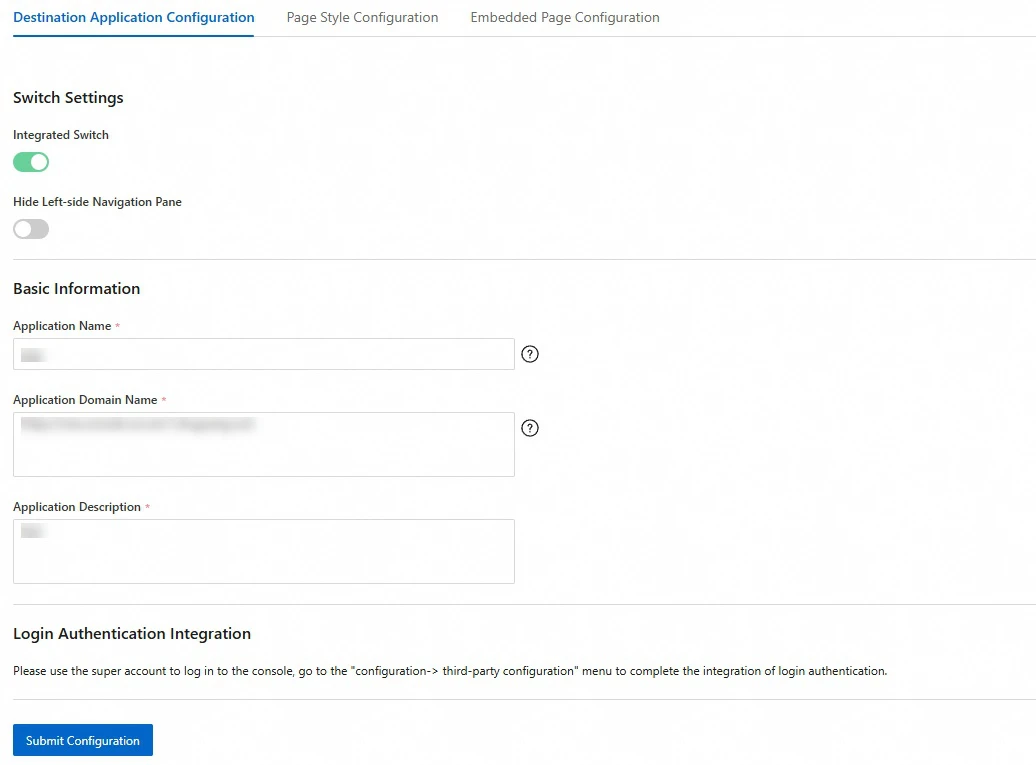 Destination Application Configuration Page Style Configuration Embedded Page Configuration
Switch Settings
Integrated Switch
Hide Left-side Navigation Pane
Basic Information
Application Name *
?
Application Domain Name *
?
Application Description *
Login Authentication Integration
Please use the super account to log in to the console, go to the "configuration-> third-party configuration" menu to complete the integration of login authentication.
Submit Configuration